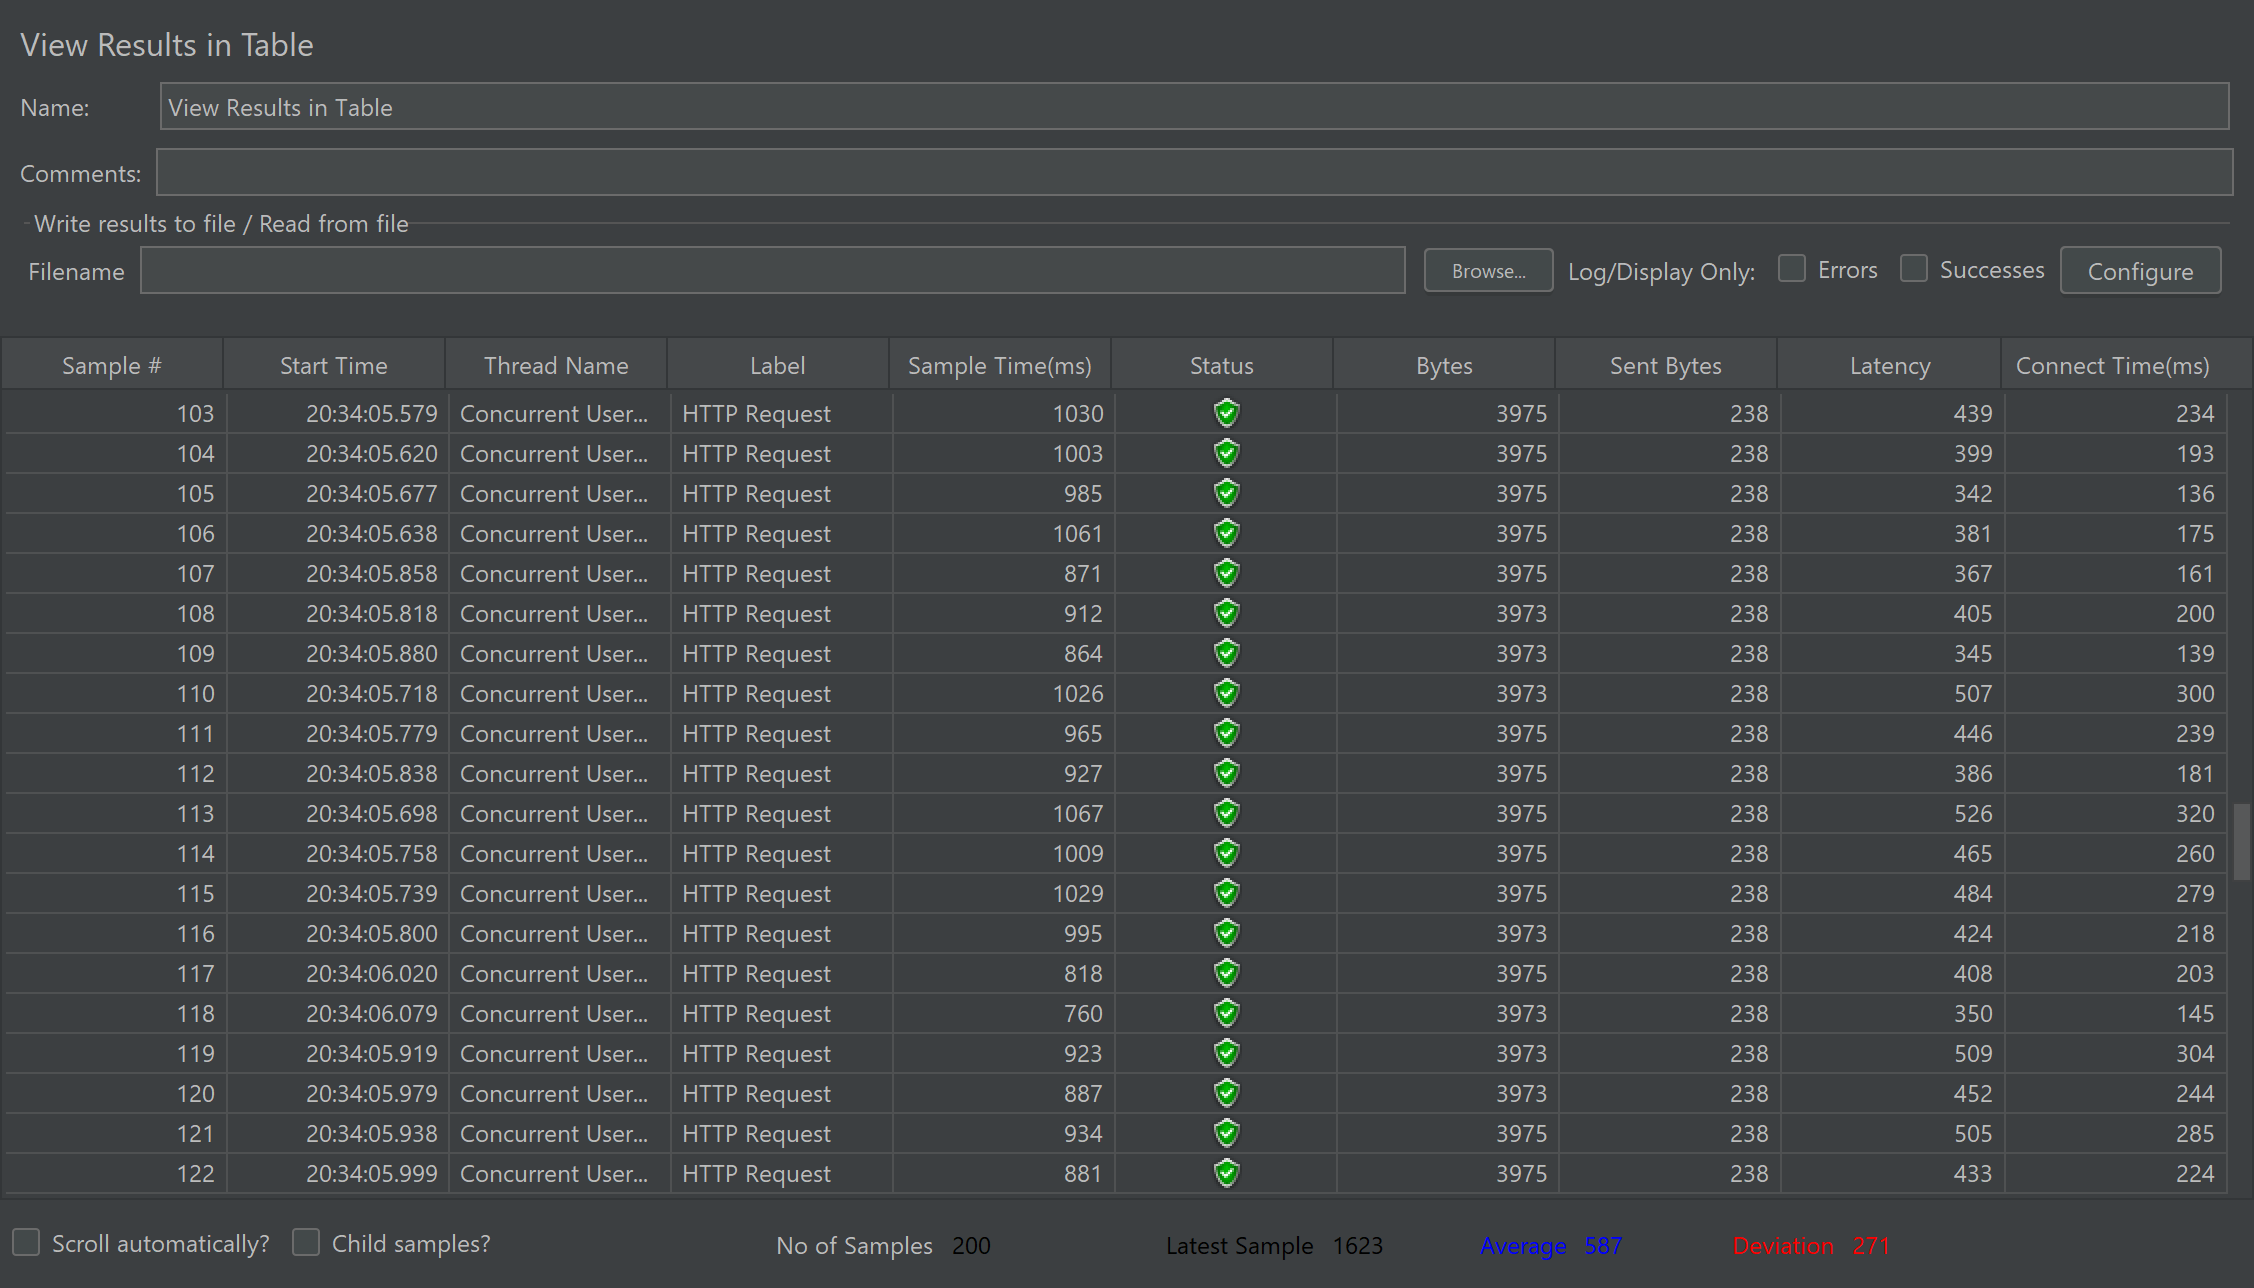 View Results in Table
Name: View Results in Table
Comments:
Write results to file / Read from file
Filename Browse... Log/Display Only: Errors Successes Configure
Sample # Start Time Thread Name Label Sample Time(ms) Status Bytes Sent Bytes Latency Connect Time(ms)
103 20:34:05.579 Concurrent User... HTTP Request 1030 3975 238 439 234
104 20:34:05.620 Concurrent User... HTTP Request 1003 3975 238 399 193
105 20:34:05.677 Concurrent User... HTTP Request 985 3975 238 342 136
106 20:34:05.638 Concurrent User... HTTP Request 1061 3975 238 381 175
107 20:34:05.858 Concurrent User... HTTP Request 871 3975 238 367 161
108 20:34:05.818 Concurrent User... HTTP Request 912 3973 238 405 200
109 20:34:05.880 Concurrent User... HTTP Request 864 3973 238 345 139
110 20:34:05.718 Concurrent User... HTTP Request 1026 3973 238 507 300
111 20:34:05.779 Concurrent User... HTTP Request 965 3975 238 446 239
112 20:34:05.838 Concurrent User... HTTP Request 927 3975 238 386 181
113 20:34:05.698 Concurrent User... HTTP Request 1067 3975 238 526 320
114 20:34:05.758 Concurrent User... HTTP Request 1009 3975 238 465 260
115 20:34:05.739 Concurrent User... HTTP Request 1029 3975 238 484 279
116 20:34:05.800 Concurrent User... HTTP Request 995 3973 238 424 218
117 20:34:06.020 Concurrent User... HTTP Request 818 3975 238 408 203
118 20:34:06.079 Concurrent User... HTTP Request 760 3973 238 350 145
119 20:34:05.919 Concurrent User... HTTP Request 923 3973 238 509 304
120 20:34:05.979 Concurrent User... HTTP Request 887 3973 238 452 244
121 20:34:05.938 Concurrent User... HTTP Request 934 3975 238 505 285
122 20:34:05.999 Concurrent User... HTTP Request 881 3975 238 433 224
Scroll automatically? Child samples? No of Samples 200 Latest Sample 1623 Average 587 Deviation 271